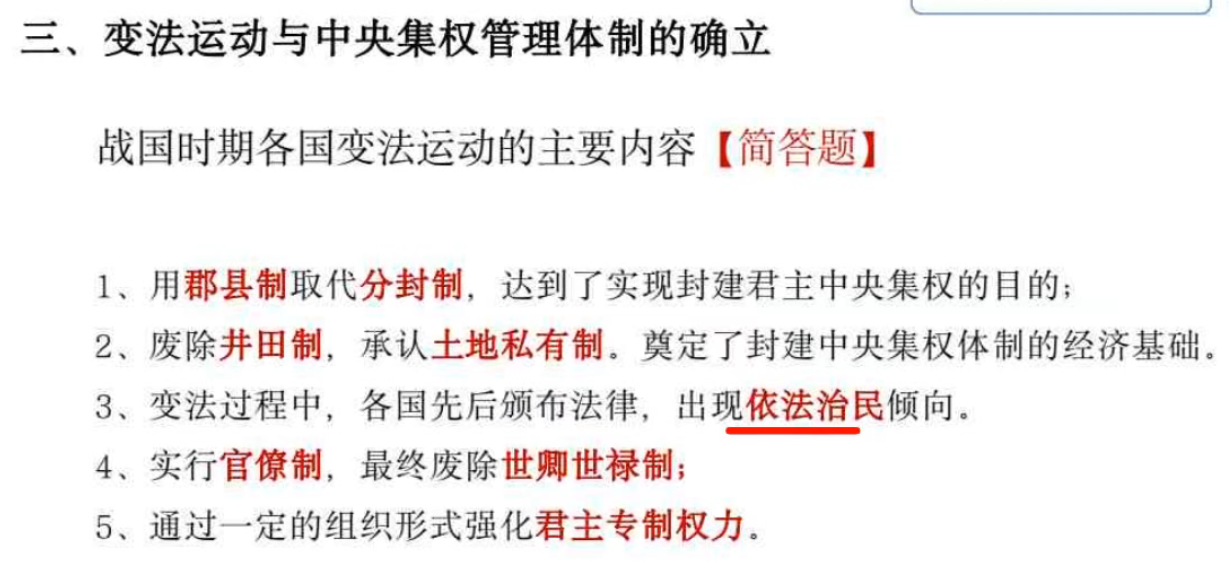 三、变法运动与中央集权管理体制的确立
战国时期各国变法运动的主要内容【简答题】
1、用郡县制取代分封制，达到了实现封建君主中央集权的目的；
2、废除井田制，承认土地私有制。奠定了封建中央集权体制的经济基础。
3、变法过程中，各国先后颁布法律，出现依法治民倾向。
4、实行官僚制，最终废除世卿世禄制；
5、通过一定的组织形式强化君主专制权力。